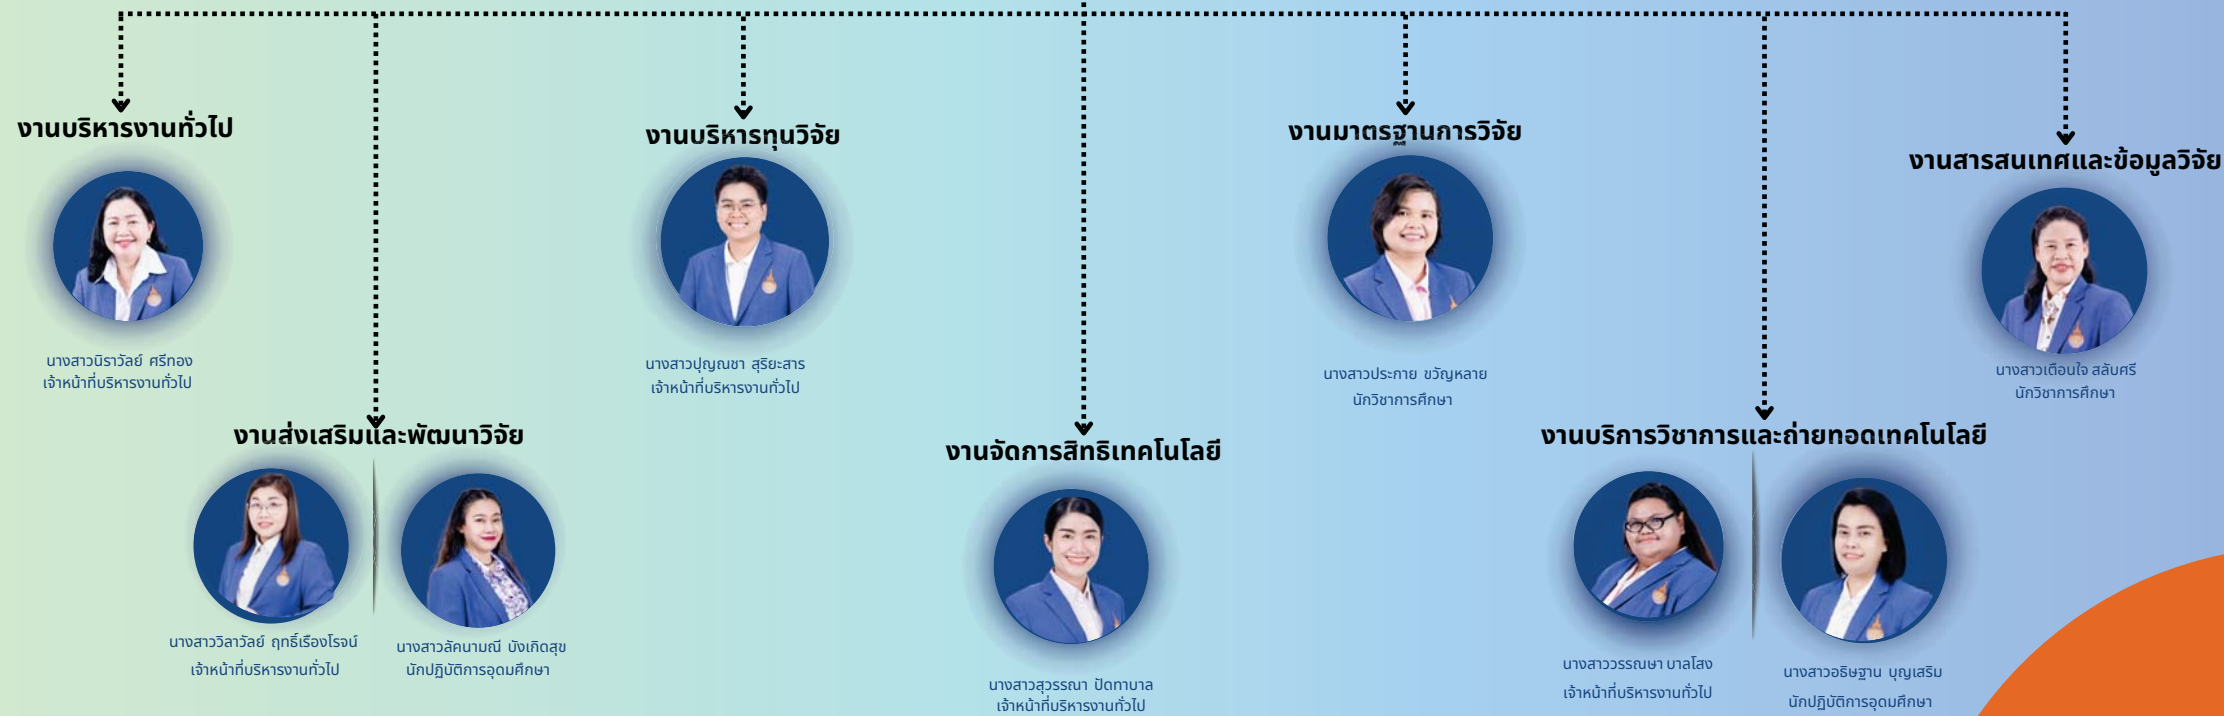 งานบริหารงานทั่วไป
นางสาวนิราวัลย์ ศรีทอง
เจ้าหน้าที่บริหารงานทั่วไป
งานส่งเสริมและพัฒนาวิจัย
นางสาววิลาวัลย์ ฤทธิ์เรืองโรจน์
เจ้าหน้าที่บริหารงานทั่วไป
นางสาวลัคนามณี บังเกิดสุข
นักปฏิบัติการอุดมศึกษา
งานบริหารทุนวิจัย
นางสาวปุญณชา สุริยะสาร
เจ้าหน้าที่บริหารงานทั่วไป
งานจัดการสิทธิเทคโนโลยี
นางสาวสุวรรณา ปัดทาบาล
เจ้าหน้าที่บริหารงานทั่วไป
งานมาตรฐานการวิจัย
นางสาวประกาย ขวัญหลาย
นักวิชาการศึกษา
งานบริการวิชาการและถ่ายทอดเทคโนโลยี
นางสาววรรณษา บาลโสง
เจ้าหน้าที่บริหารงานทั่วไป
นางสาวอธิษฐาน บุญเสริม
นักปฏิบัติการอุดมศึกษา
งานสารสนเทศและข้อมูลวิจัย
นางสาวเตือนใจ สลับศรี
นักวิชาการศึกษา